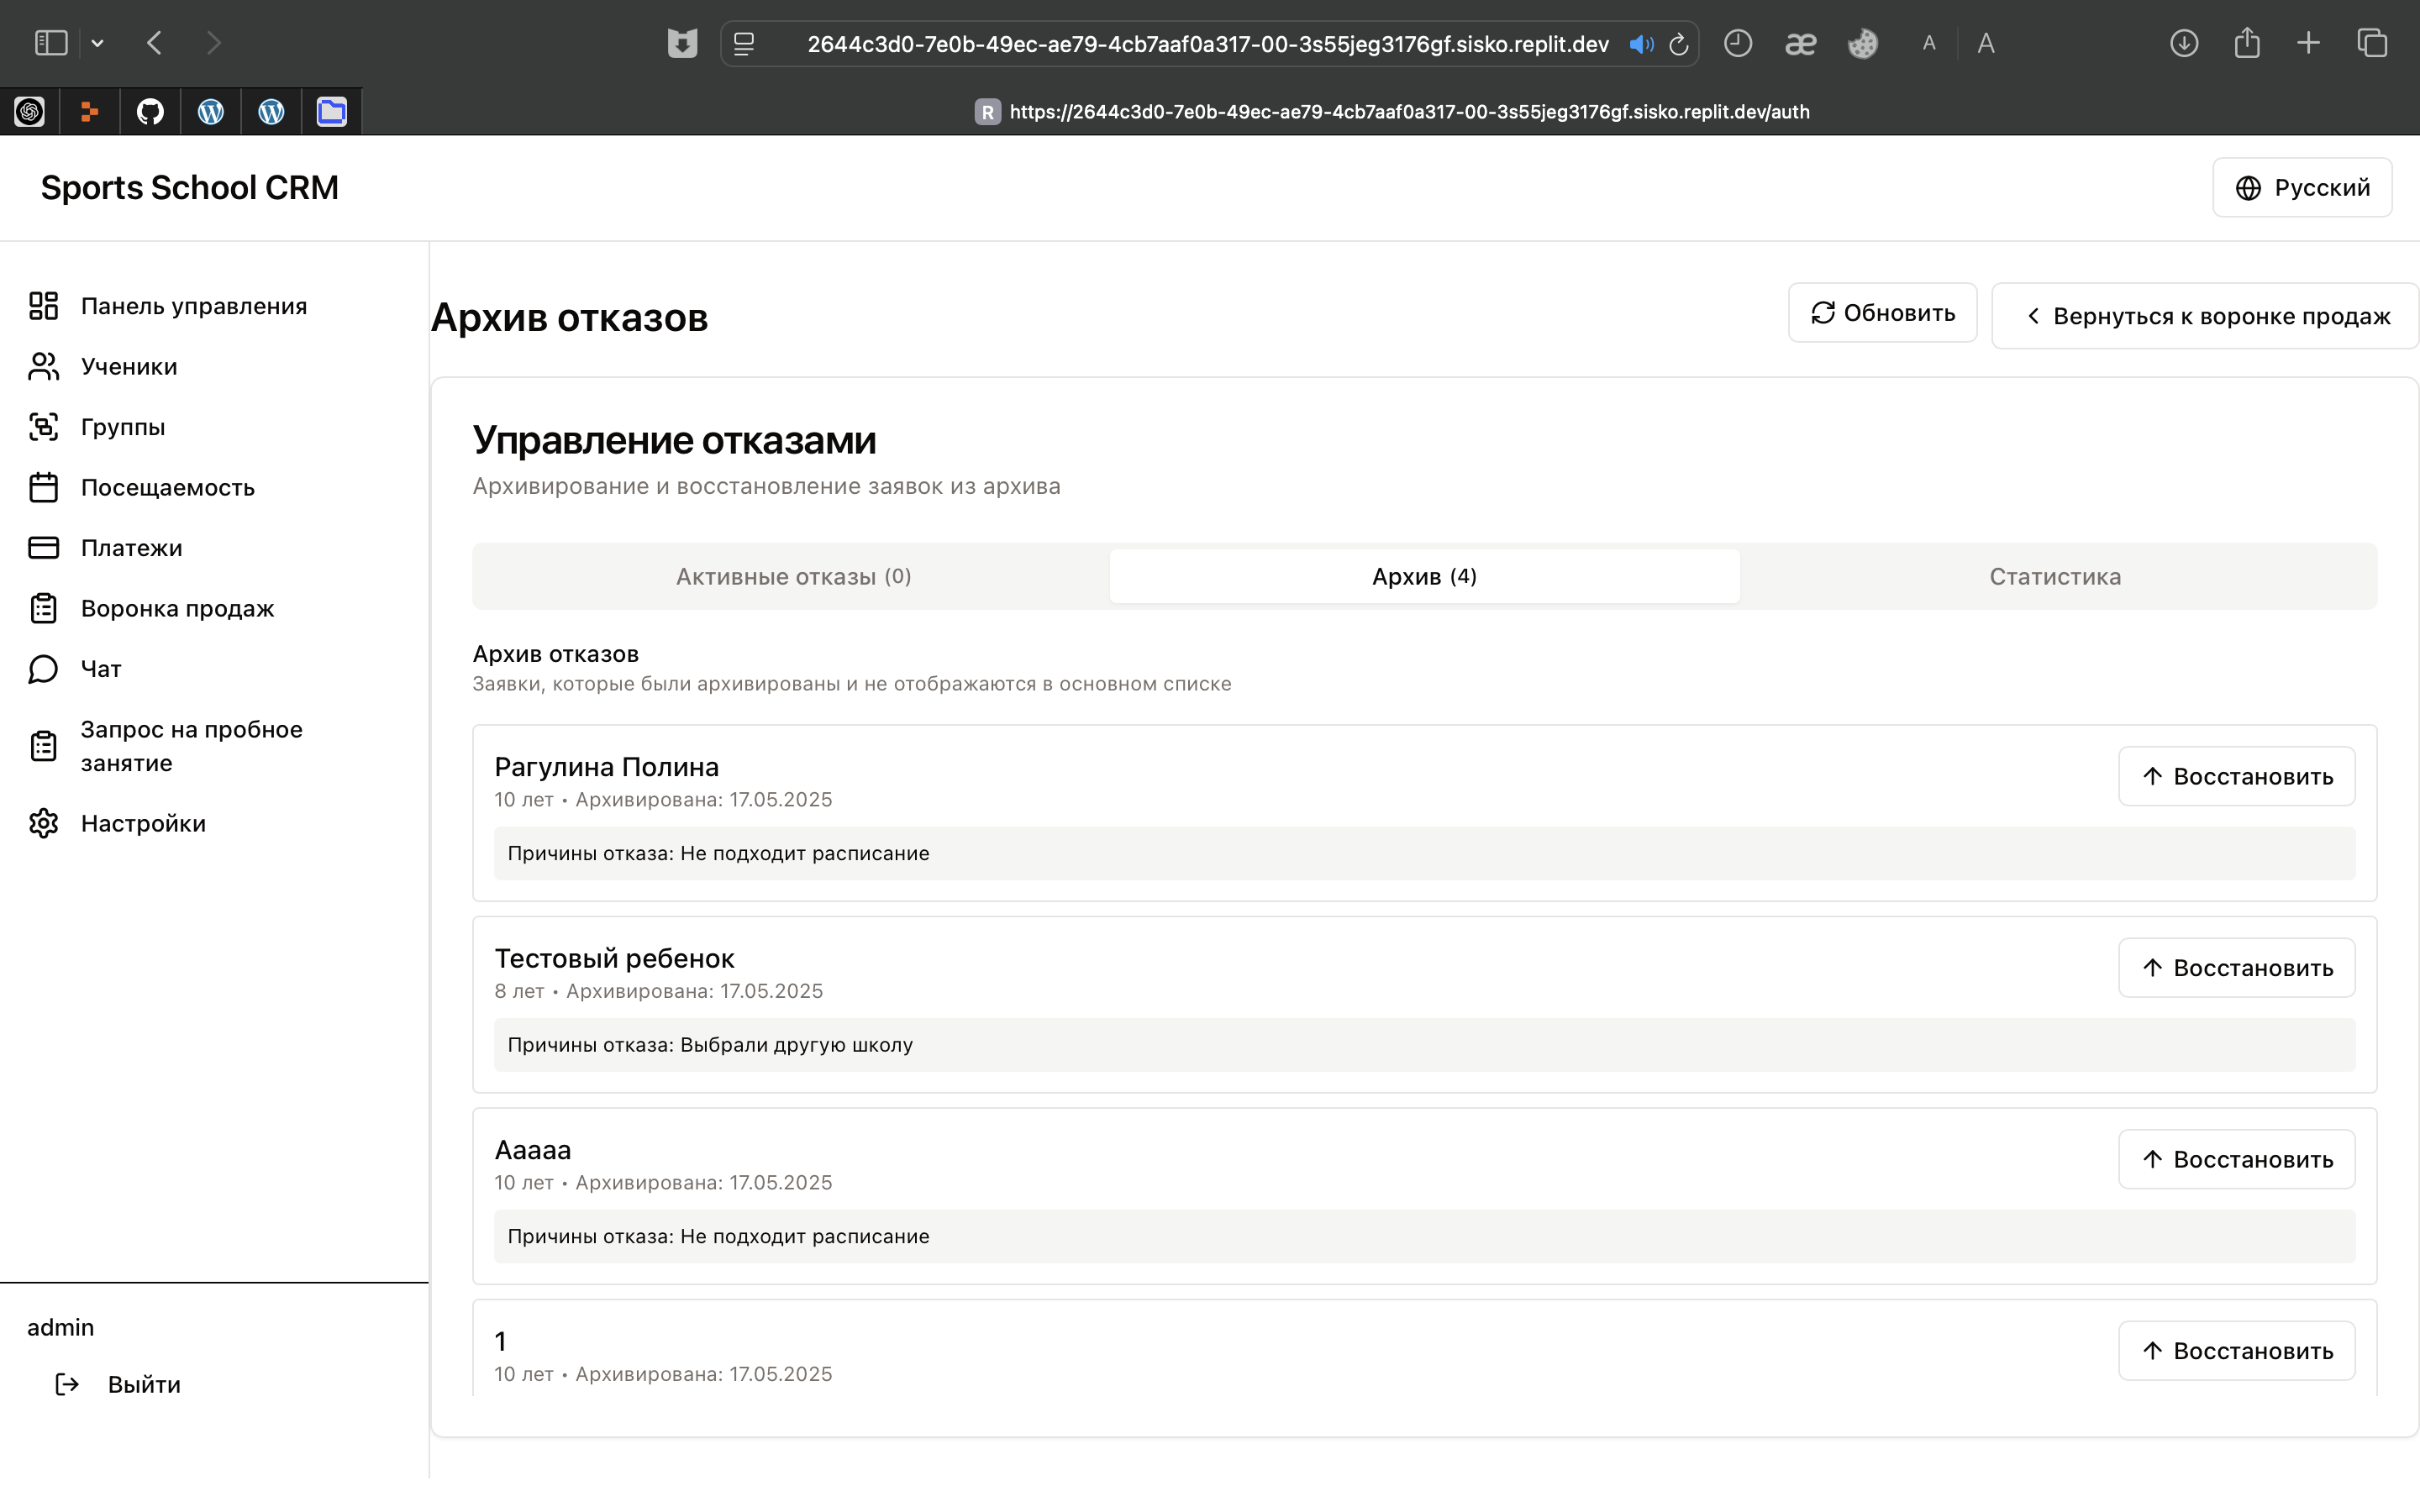 2644c3d0-7e0b-49ec-ae79-4cb7aaf0a317-00-3s55jeg3176gf.sisko.replit.dev
æ
A
A
R https://2644c3d0-7e0b-49ec-ae79-4cb7aaf0a317-00-3s55jeg3176gf.sisko.replit.dev/auth
Sports School CRM
Русский
Панель управления
Ученики
Группы
Посещаемость
Платежи
Воронка продаж
Чат
Запрос на пробное
занятие
Настройки
admin
Выйти
Архив отказов
Обновить
Вернуться к воронке продаж
Управление отказами
Архивирование и восстановление заявок из архива
Активные отказы (0)
Архив (4)
Статистика
Архив отказов
Заявки, которые были архивированы и не отображаются в основном списке
Рагулина Полина
10 лет • Архивирована: 17.05.2025
Восстановить
Причины отказа: Не подходит расписание
Тестовый ребенок
8 лет • Архивирована: 17.05.2025
Восстановить
Причины отказа: Выбрали другую школу
Ааааа
10 лет • Архивирована: 17.05.2025
Восстановить
Причины отказа: Не подходит расписание
1
10 лет • Архивирована: 17.05.2025
Восстановить